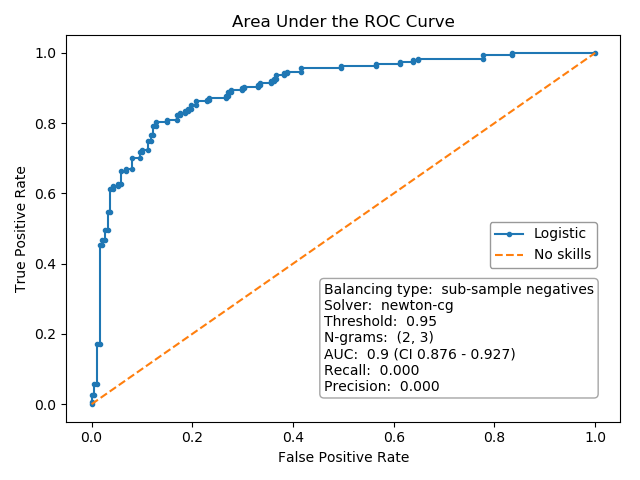 Area Under the ROC Curve
True Positive Rate
1.0
0.8
0.6
0.4
0.2
0.0
Logistic
No skills
Balancing type:  sub-sample negatives
Solver:  newton-cg
Threshold:  0.95
N-grams:  (2, 3)
AUC:  0.9 (CI 0.876 - 0.927)
Recall:  0.000
Precision:  0.000
0.0 0.2 0.4 0.6 0.8 1.0
False Positive Rate